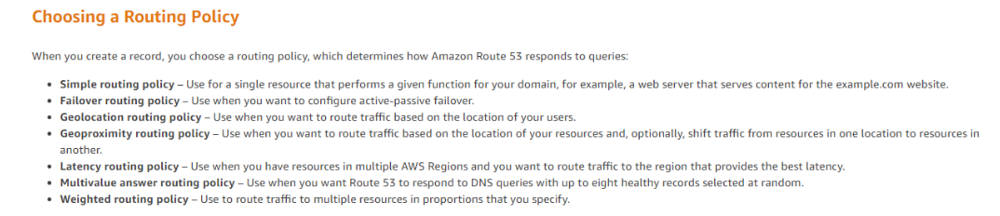 Choosing a Routing Policy
When you create a record, you choose a routing policy, which determines how Amazon Route 53 responds to queries:
• Simple routing policy – Use for a single resource that performs a given function for your domain, for example, a web server that serves content for the example.com website.
• Failover routing policy – Use when you want to configure active-passive failover.
• Geolocation routing policy – Use when you want to route traffic based on the location of your users.
• Geoproximity routing policy – Use when you want to route traffic based on the location of your resources and, optionally, shift traffic from resources in one location to resources in
another.
• Latency routing policy – Use when you have resources in multiple AWS Regions and you want to route traffic to the region that provides the best latency.
• Multivalue answer routing policy – Use when you want Route 53 to respond to DNS queries with up to eight healthy records selected at random.
• Weighted routing policy – Use to route traffic to multiple resources in proportions that you specify.